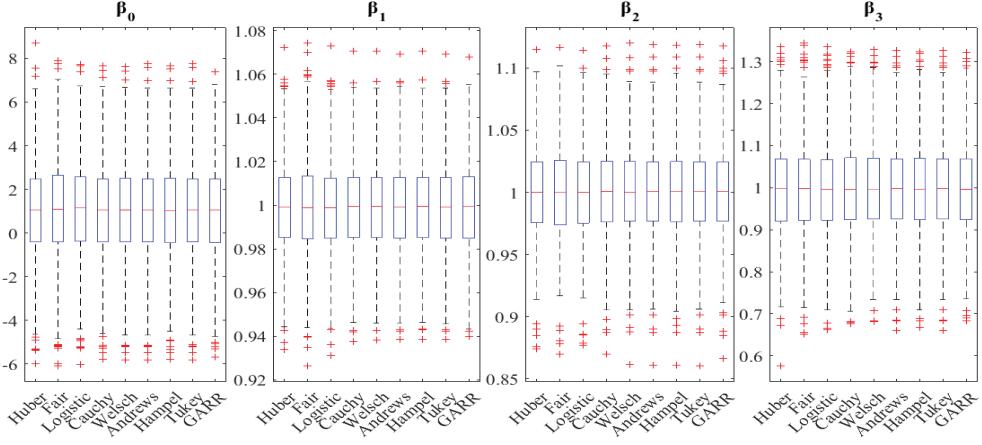 β0
8
6
4
2
0
-2
-4
-6
Huber
Fair
Logistic
Cauchy
Welsch
Andrews
Hampel
Tukey
GARR
β1
1.08
1.06
1.04
1.02
1
0.98
0.96
0.94
0.92
Huber
Fair
Logistic
Cauchy
Welsch
Andrews
Hampel
Tukey
GARR
β2
1.1
1.05
1
0.95
0.9
0.85
Huber
Fair
Logistic
Cauchy
Welsch
Andrews
Hampel
Tukey
GARR
β3
1.3
1.2
1.1
1
0.9
0.8
0.7
0.6
Huber
Fair
Logistic
Cauchy
Welsch
Andrews
Hampel
Tukey
GARR